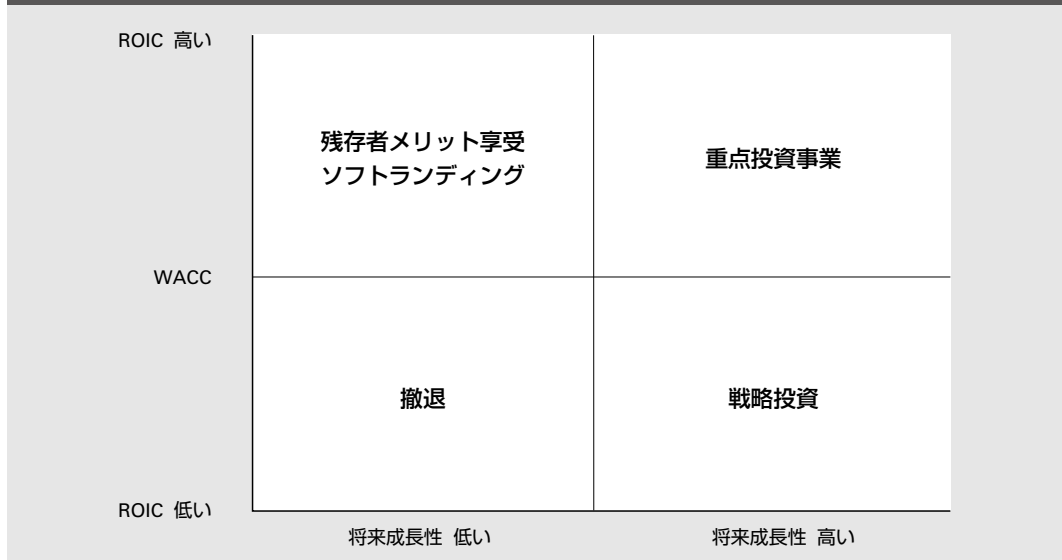 ROIC 高い
残存者メリット享受
ソフトランディング
重点投資事業
WACC
撤退
戦略投資
ROIC 低い
将来成長性 低い
将来成長性 高い